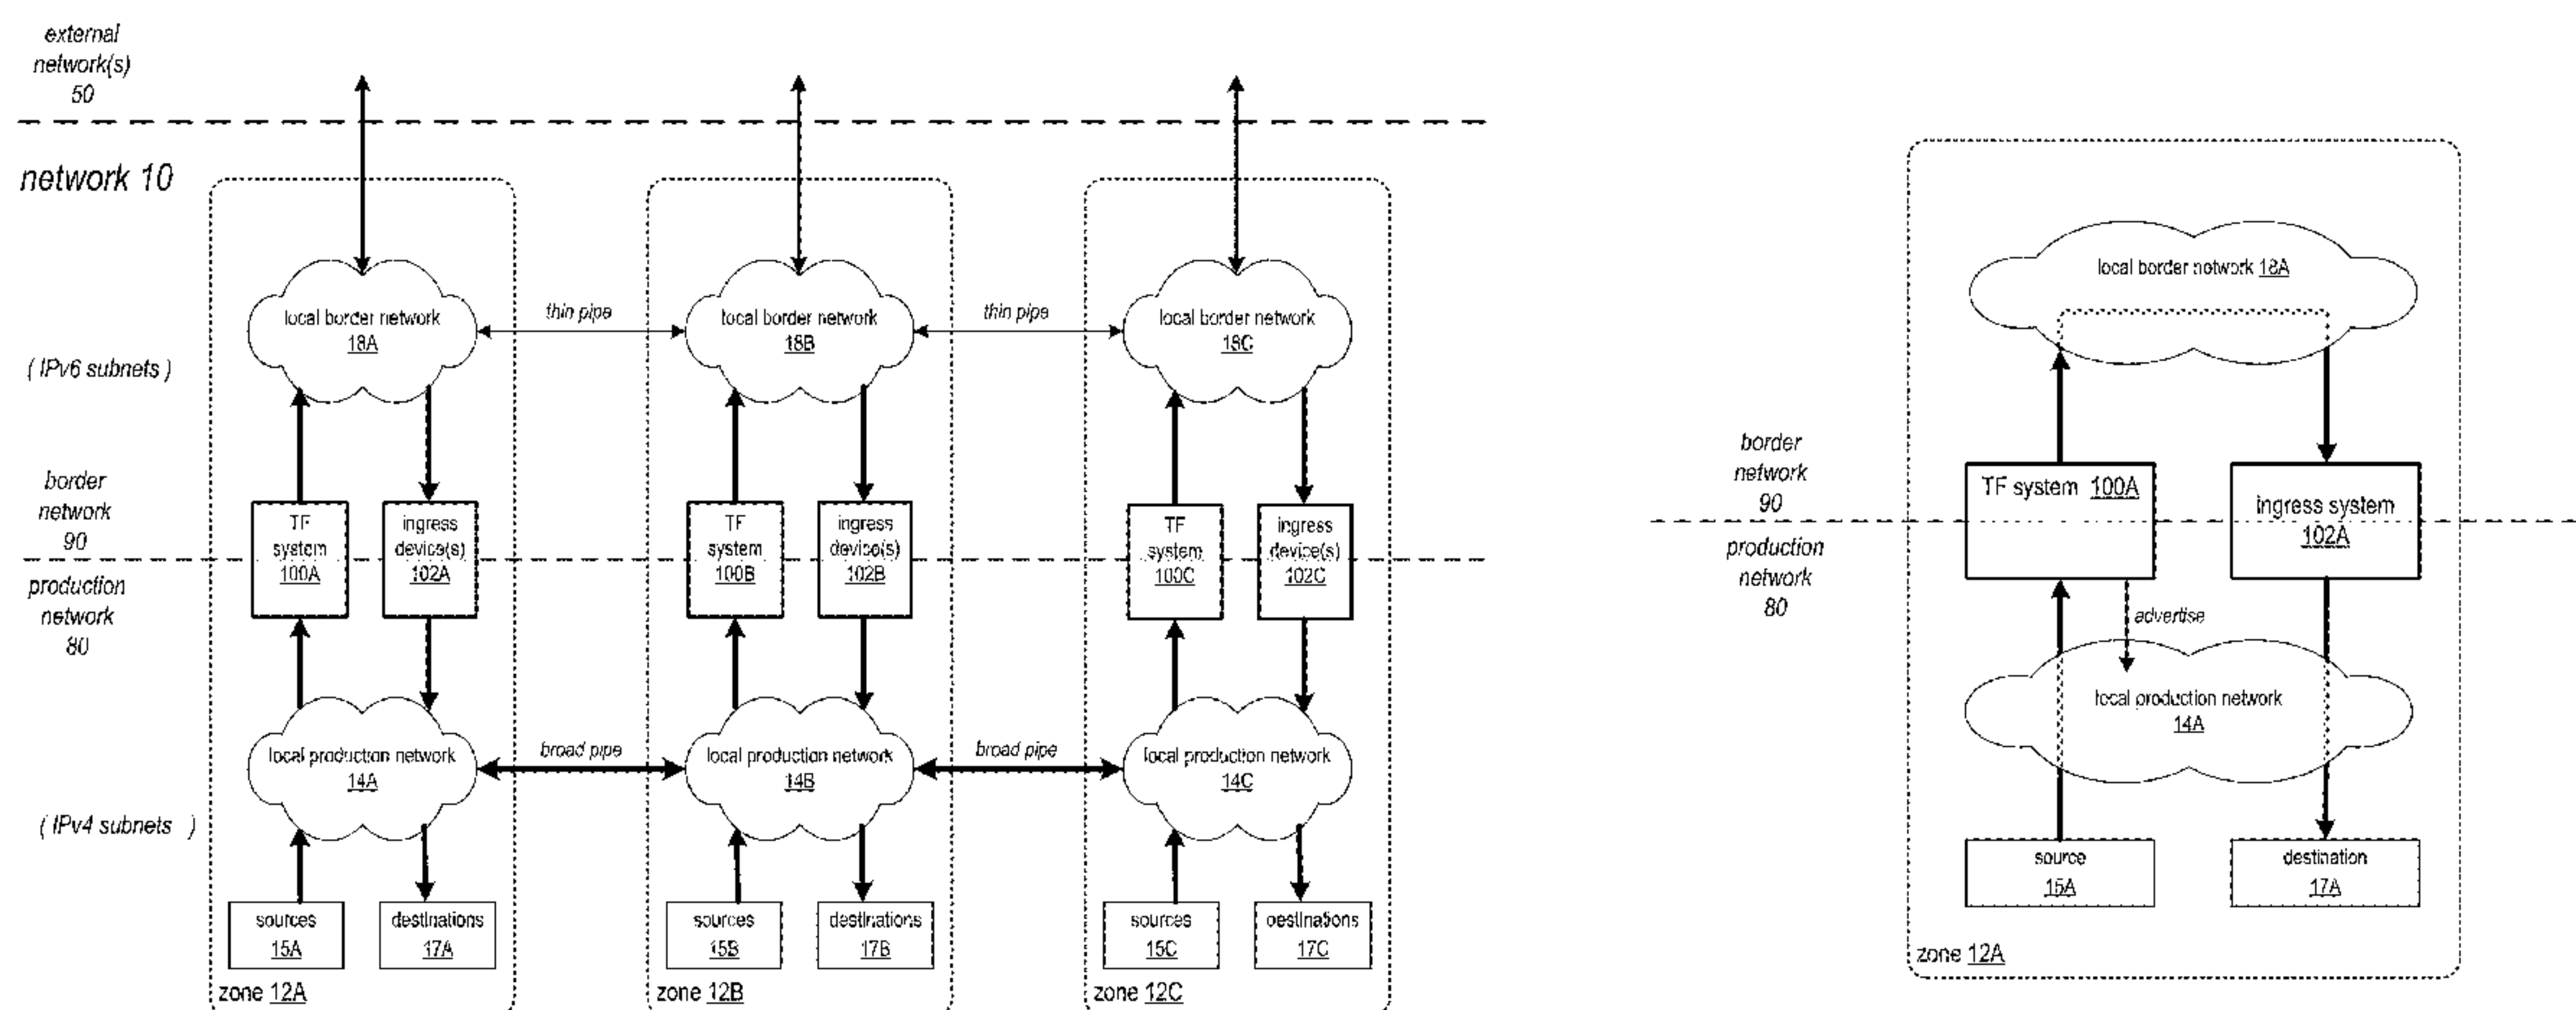 external
network(s)
50
network 10
( IPv6 subnets )
border
network
90
production
network
80
( IPv4 subnets )
local border network
18A
thin pipe
local border network
18B
thin pipe
local border network
18C
TF
system
100A
ingress
device(s)
102A
TF
system
100B
ingress
device(s)
102B
TF
system
100C
ingress
device(s)
102C
local production network
14A
broad pipe
local production network
14B
broad pipe
local production network
14C
sources
15A
destinations
17A
sources
15B
destinations
17B
sources
15C
destinations
17C
zone 12A
zone 12B
zone 12C
local border network 18A
border
network
90
production
network
80
TF system 100A
ingress system
102A
advertise
local production network
14A
source
15A
destination
17A
zone 12A